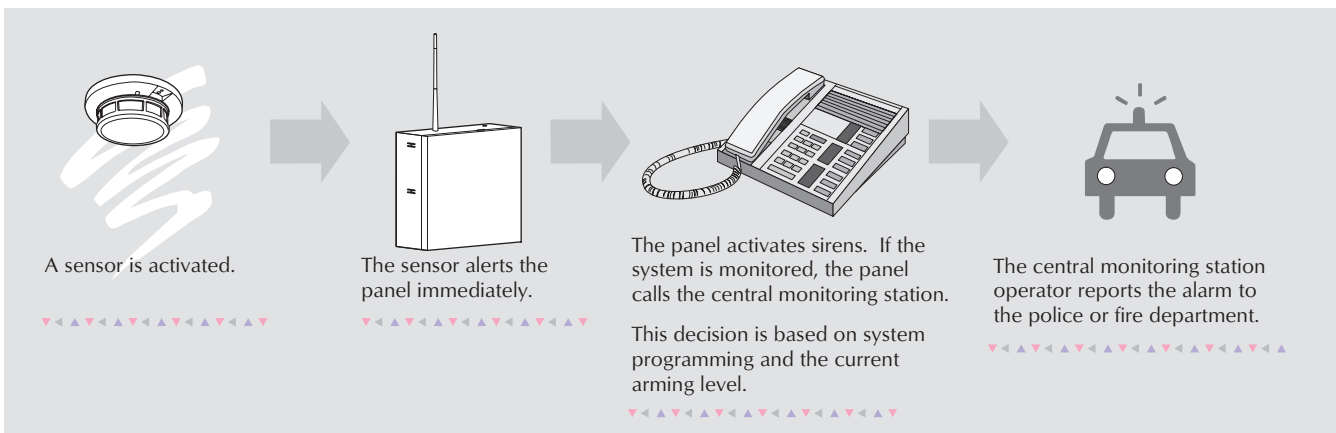 A sensor is activated.
The sensor alerts the
panel immediately.
The panel activates sirens.  If the
system is monitored, the panel
calls the central monitoring station.
This decision is based on system
programming and the current
arming level.
The central monitoring station
operator reports the alarm to
the police or fire department.